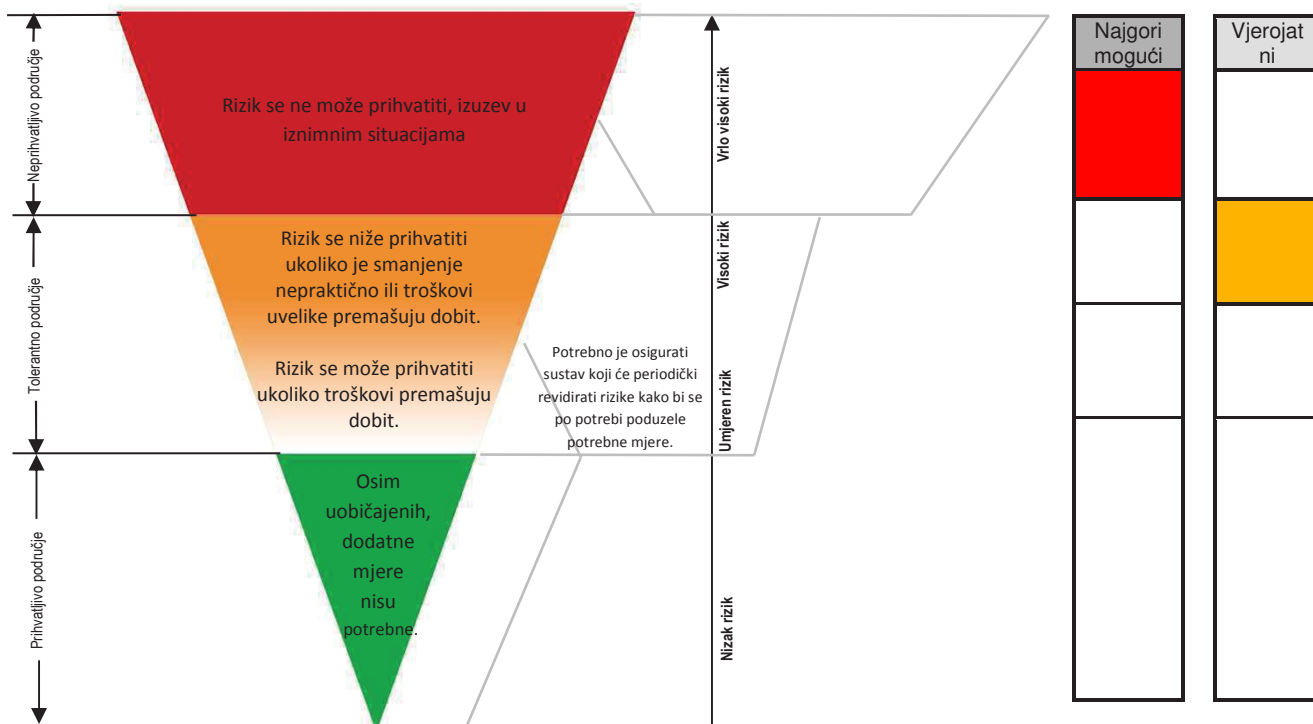 Neprihvatljivo područje
Tolerantno područje
Prihvatljivo područje
Rizik se ne može prihvatiti, izuzev u
iznimnim situacijama
Rizik se niže prihvatiti
ukoliko je smanjenje
nepraktično ili troškovi
uvelike premašuju dobit.
Rizik se može prihvatiti
ukoliko troškovi premašuju
dobit.
Osim
uobičajenih,
dodatne
mjere
nisu
potrebne.
Potrebno je osigurati
sustav koji će periodički
revidirati rizike kako bi se
po potrebi poduzele
potrebne mjere.
Vrlo visoki rizik
Visoki rizik
Umjeren rizik
Nizak rizik
Najgori
mogući
Vjerojat
ni